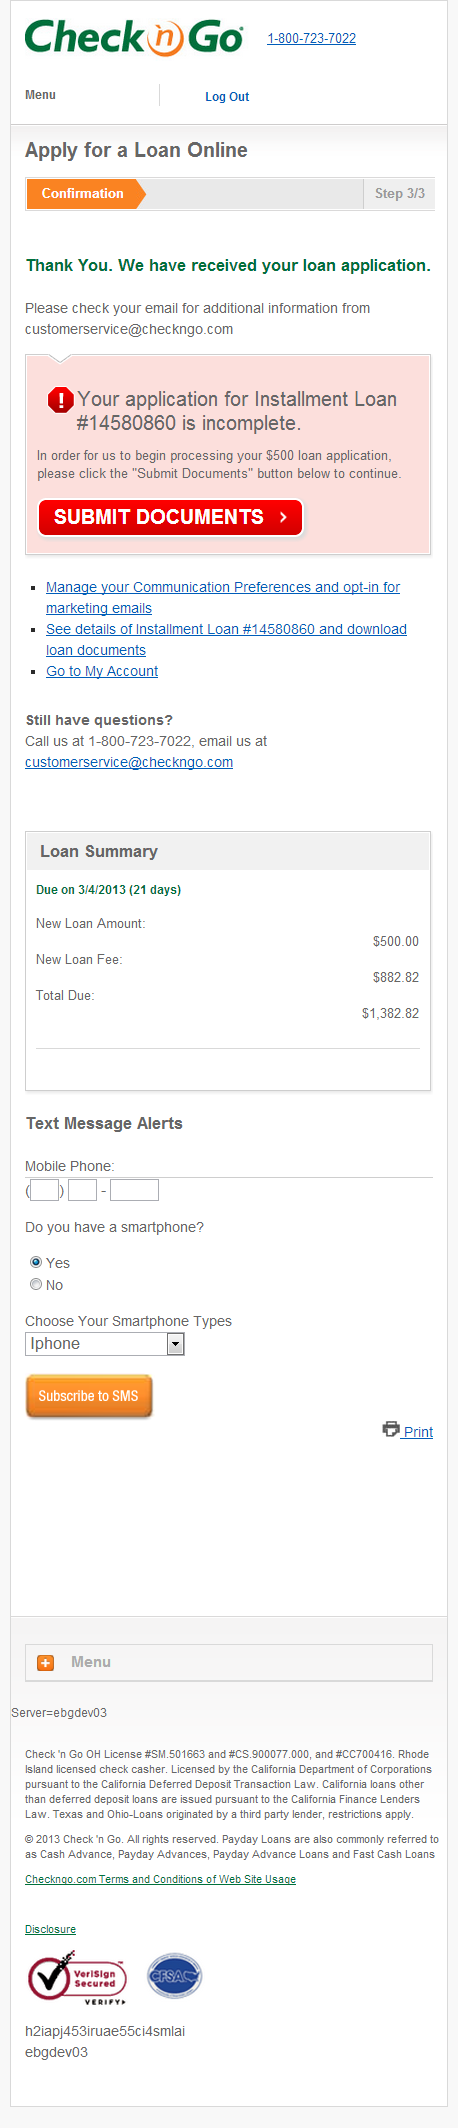 Check 'n Go
1-800-723-7022
Menu
Log Out
Apply for a Loan Online
Confirmation
Step 3/3
Thank You. We have received your loan application.
Please check your email for additional information from
customerservice@checkngo.com
Your application for Installment Loan
#14580860 is incomplete.
In order for us to begin processing your $500 loan application,
please click the "Submit Documents" button below to continue.
SUBMIT DOCUMENTS
Manage your Communication Preferences and opt-in for
marketing emails
See details of Installment Loan #14580860 and download
loan documents
Go to My Account
Still have questions?
Call us at 1-800-723-7022, email us at
customerservice@checkngo.com
Loan Summary
Due on 3/4/2013 (21 days)
New Loan Amount:
$500.00
New Loan Fee:
$882.82
Total Due:
$1,382.82
Text Message Alerts
Mobile Phone:
( ) -
Do you have a smartphone?
Yes
No
Choose Your Smartphone Types
Iphone
Subscribe to SMS
Print
Menu
Server=ebgdev03
Check 'n Go OH License #SM.501663 and #CS.900077.000, and #CC700416. Rhode
Island licensed check casher. Licensed by the California Department of Corporations
pursuant to the California Deferred Deposit Transaction Law. California loans other
than deferred deposit loans are issued pursuant to the California Finance Lenders
Law. Texas and Ohio-Loans originated by a third party lender, restrictions apply.
© 2013 Check 'n Go. All rights reserved. Payday Loans are also commonly referred to
as Cash Advance, Payday Advances, Payday Advance Loans and Fast Cash Loans
Checkngo.com Terms and Conditions of Web Site Usage
Disclosure
VeriSign
Secured
VERIFY
CFSA
h2iapj453iruae55ci4smlai
ebgdev03